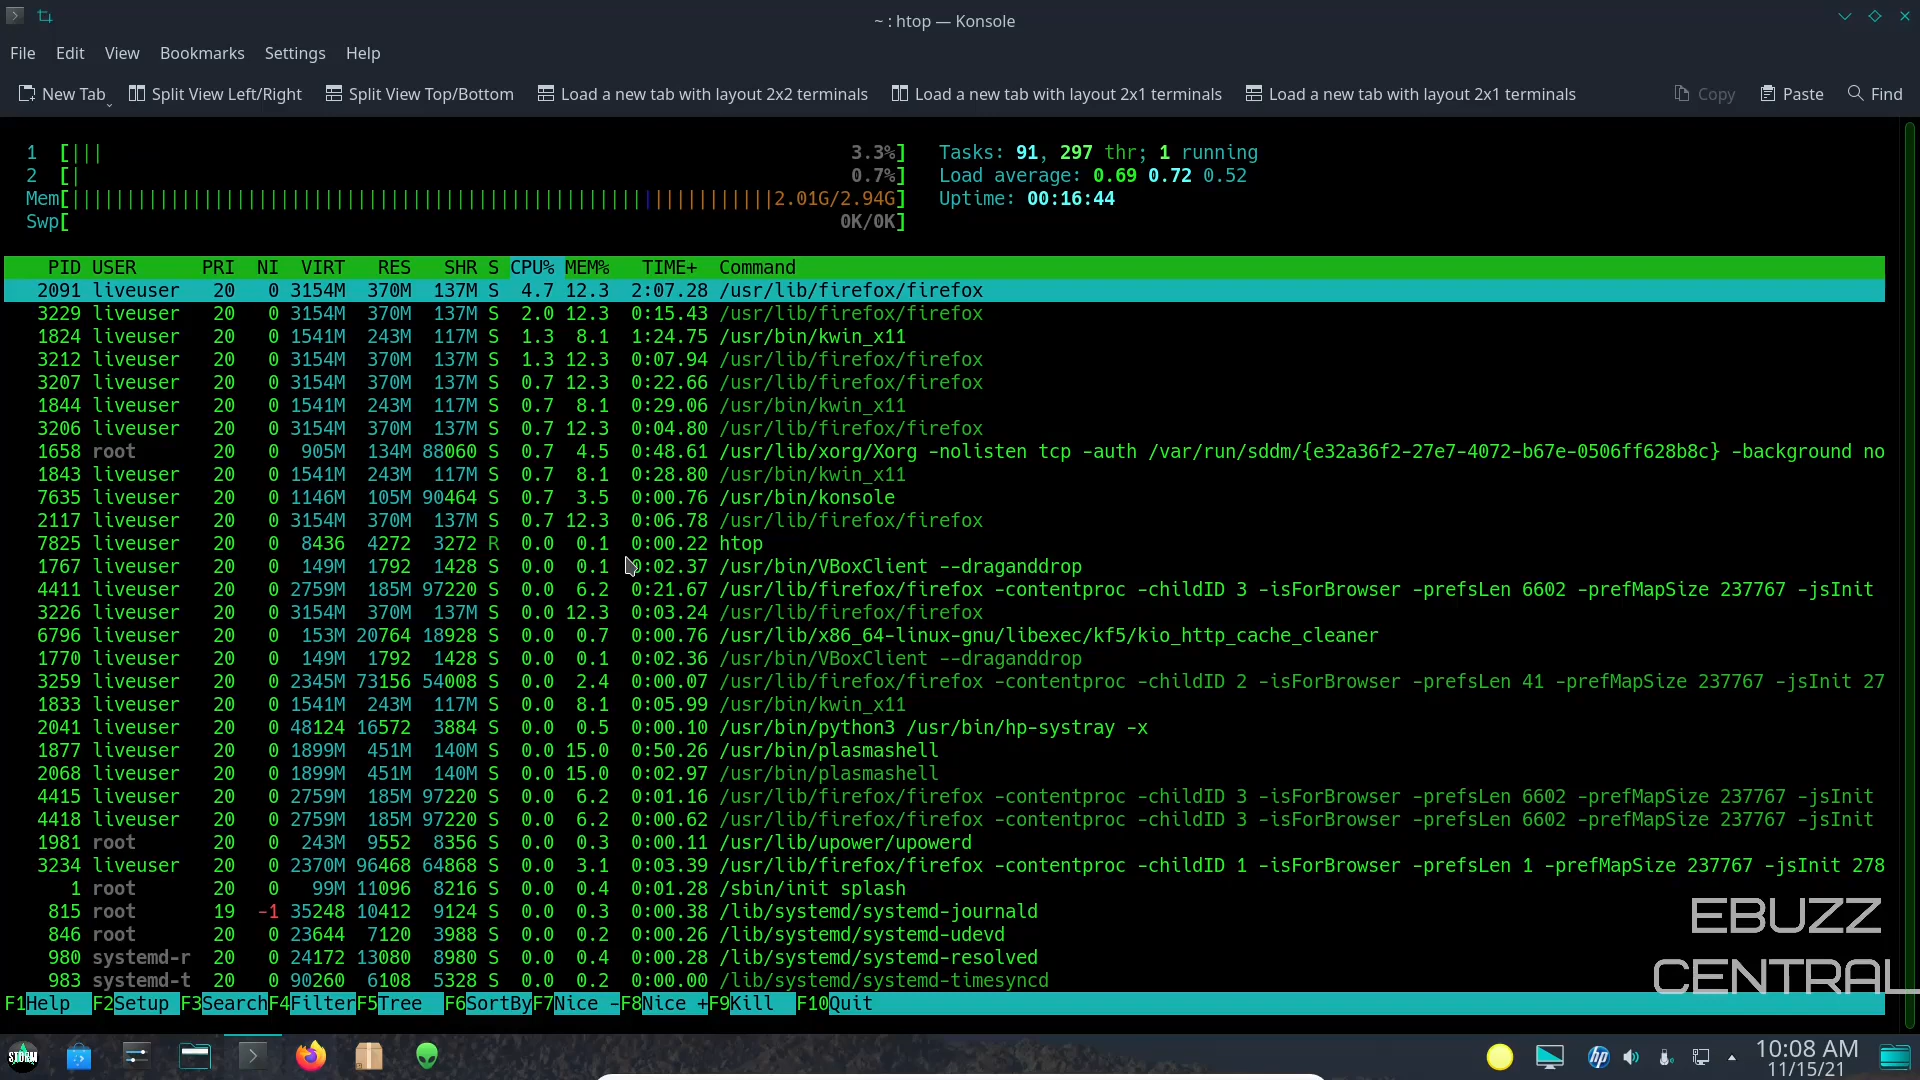 ~ : htop — Konsole
File Edit View Bookmarks Settings Help
New Tab Split View Left/Right Split View Top/Bottom Load a new tab with layout 2x2 terminals Load a new tab with layout 2x1 terminals Load a new tab with layout 2x1 terminals Copy Paste Find
1 [||| 3.3%] Tasks: 91, 297 thr; 1 running
2 [| 0.7%] Load average: 0.69 0.72 0.52
Mem[||||||||||||||||||||||||||||||||||||||||||||||||||||||||||||||||2.01G/2.94G] Uptime: 00:16:44
Swp[ 0K/0K]
PID USER PRI NI VIRT RES SHR S CPU% MEM% TIME+ Command
2091 liveuser 20 0 3154M 370M 137M S 4.7 12.3 2:07.28 /usr/lib/firefox/firefox
3229 liveuser 20 0 3154M 370M 137M S 2.0 12.3 0:15.43 /usr/lib/firefox/firefox
1824 liveuser 20 0 1541M 243M 117M S 1.3 8.1 1:24.75 /usr/bin/kwin_x11
3212 liveuser 20 0 3154M 370M 137M S 1.3 12.3 0:07.94 /usr/lib/firefox/firefox
3207 liveuser 20 0 3154M 370M 137M S 0.7 12.3 0:22.66 /usr/lib/firefox/firefox
1844 liveuser 20 0 1541M 243M 117M S 0.7 8.1 0:29.06 /usr/bin/kwin_x11
3206 liveuser 20 0 3154M 370M 137M S 0.7 12.3 0:04.80 /usr/lib/firefox/firefox
1658 root 20 0 905M 134M 88060 S 0.7 4.5 0:48.61 /usr/lib/xorg/Xorg -nolisten tcp -auth /var/run/sddm/{e32a36f2-27e7-4072-b67e-0506ff628b8c} -background no
1843 liveuser 20 0 1541M 243M 117M S 0.7 8.1 0:28.80 /usr/bin/kwin_x11
7635 liveuser 20 0 1146M 105M 90464 S 0.7 3.5 0:00.76 /usr/bin/konsole
2117 liveuser 20 0 3154M 370M 137M S 0.7 12.3 0:06.78 /usr/lib/firefox/firefox
7825 liveuser 20 0 8436 4272 3272 R 0.0 0.1 0:00.22 htop
1767 liveuser 20 0 149M 1792 1428 S 0.0 0.1 0:02.37 /usr/bin/VBoxClient --draganddrop
4411 liveuser 20 0 2759M 185M 97220 S 0.0 6.2 0:21.67 /usr/lib/firefox/firefox -contentproc -childID 3 -isForBrowser -prefsLen 6602 -prefMapSize 237767 -jsInit
3226 liveuser 20 0 3154M 370M 137M S 0.0 12.3 0:03.24 /usr/lib/firefox/firefox
6796 liveuser 20 0 153M 20764 18928 S 0.0 0.7 0:00.76 /usr/lib/x86_64-linux-gnu/libexec/kf5/kio_http_cache_cleaner
1770 liveuser 20 0 149M 1792 1428 S 0.0 0.1 0:02.36 /usr/bin/VBoxClient --draganddrop
3259 liveuser 20 0 2345M 73156 54008 S 0.0 2.4 0:00.07 /usr/lib/firefox/firefox -contentproc -childID 2 -isForBrowser -prefsLen 41 -prefMapSize 237767 -jsInit 27
1833 liveuser 20 0 1541M 243M 117M S 0.0 8.1 0:05.99 /usr/bin/kwin_x11
2041 liveuser 20 0 48124 16572 3884 S 0.0 0.5 0:00.10 /usr/bin/python3 /usr/bin/hp-systray -x
1877 liveuser 20 0 1899M 451M 140M S 0.0 15.0 0:50.26 /usr/bin/plasmashell
2068 liveuser 20 0 1899M 451M 140M S 0.0 15.0 0:02.97 /usr/bin/plasmashell
4415 liveuser 20 0 2759M 185M 97220 S 0.0 6.2 0:01.16 /usr/lib/firefox/firefox -contentproc -childID 3 -isForBrowser -prefsLen 6602 -prefMapSize 237767 -jsInit
4418 liveuser 20 0 2759M 185M 97220 S 0.0 6.2 0:00.62 /usr/lib/firefox/firefox -contentproc -childID 3 -isForBrowser -prefsLen 6602 -prefMapSize 237767 -jsInit
1981 root 20 0 243M 9552 8356 S 0.0 0.3 0:00.11 /usr/lib/upower/upowerd
3234 liveuser 20 0 2370M 96468 64868 S 0.0 3.1 0:03.39 /usr/lib/firefox/firefox -contentproc -childID 1 -isForBrowser -prefsLen 1 -prefMapSize 237767 -jsInit 278
1 root 20 0 99M 11096 8216 S 0.0 0.4 0:01.28 /sbin/init splash
815 root 19 -1 35248 10412 9124 S 0.0 0.3 0:00.38 /lib/systemd/systemd-journald
846 root 20 0 23644 7120 3988 S 0.0 0.2 0:00.26 /lib/systemd/systemd-udevd
980 systemd-r 20 0 24172 13080 8980 S 0.0 0.4 0:00.28 /lib/systemd/systemd-resolved
983 systemd-t 20 0 90260 6108 5328 S 0.0 0.2 0:00.00 /lib/systemd/systemd-timesyncd
F1Help F2Setup F3SearchF4FilterF5Tree F6SortByF7Nice -F8Nice +F9Kill F10Quit
EBUZZ
CENTRAL
STORM
hp
10:08 AM
11/15/21